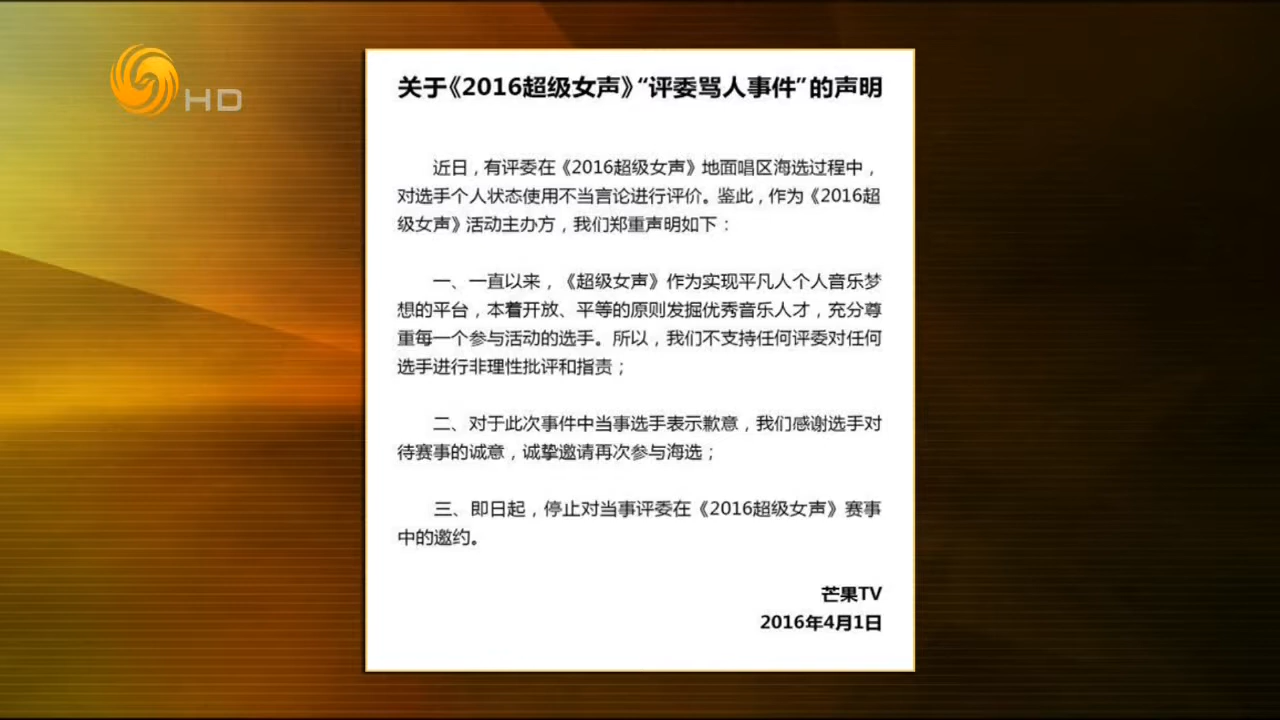 HD
关于《2016超级女声》“评委骂人事件”的声明
近日，有评委在《2016超级女声》地面唱区海选过程中，
对选手个人状态使用不当言论进行评价。鉴此，作为《2016超
级女声》活动主办方，我们郑重声明如下：
一、一直以来，《超级女声》作为实现平凡人个人音乐梦
想的平台，本着开放、平等的原则发掘优秀音乐人才，充分尊
重每一个参与活动的选手。所以，我们不支持任何评委对任何
选手进行非理性批评和指责；
二、对于此次事件中当事选手表示歉意，我们感谢选手对
待赛事的诚意，诚挚邀请再次参与海选；
三、即日起，停止对当事评委在《2016超级女声》赛事
中的邀约。
芒果TV
2016年4月1日